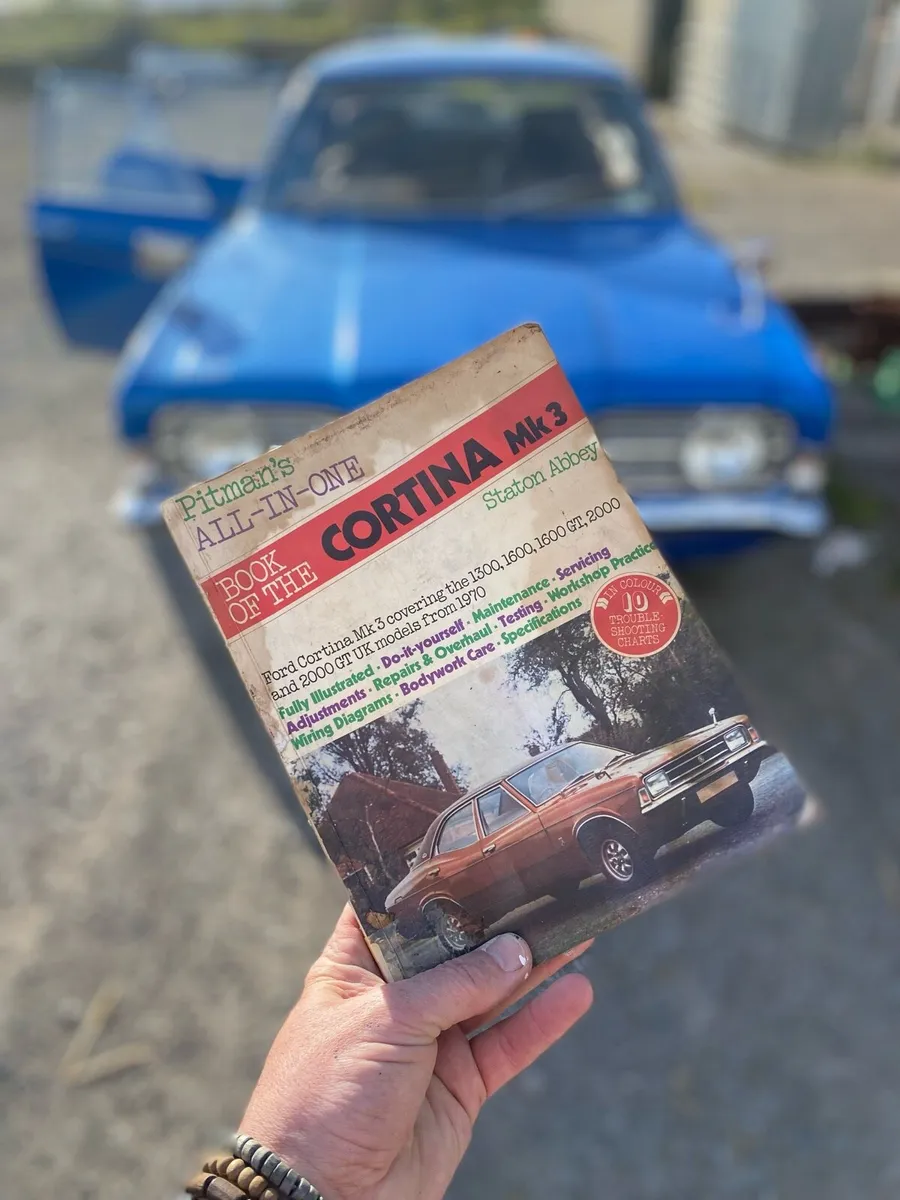 Pitman's
ALL-IN-ONE
BOOK
OF THE
CORTINA Mk 3
Staton Abbey
Ford Cortina Mk 3 covering the 1300, 1600, 1600 GT, 2000
and 2000 GT UK models from 1970
Fully Illustrated · Do-it-yourself · Maintenance · Servicing
Adjustments · Repairs & Overhaul · Testing · Workshop Practice
Wiring Diagrams · Bodywork Care · Specifications
IN COLOUR
10
TROUBLE-
SHOOTING
CHARTS